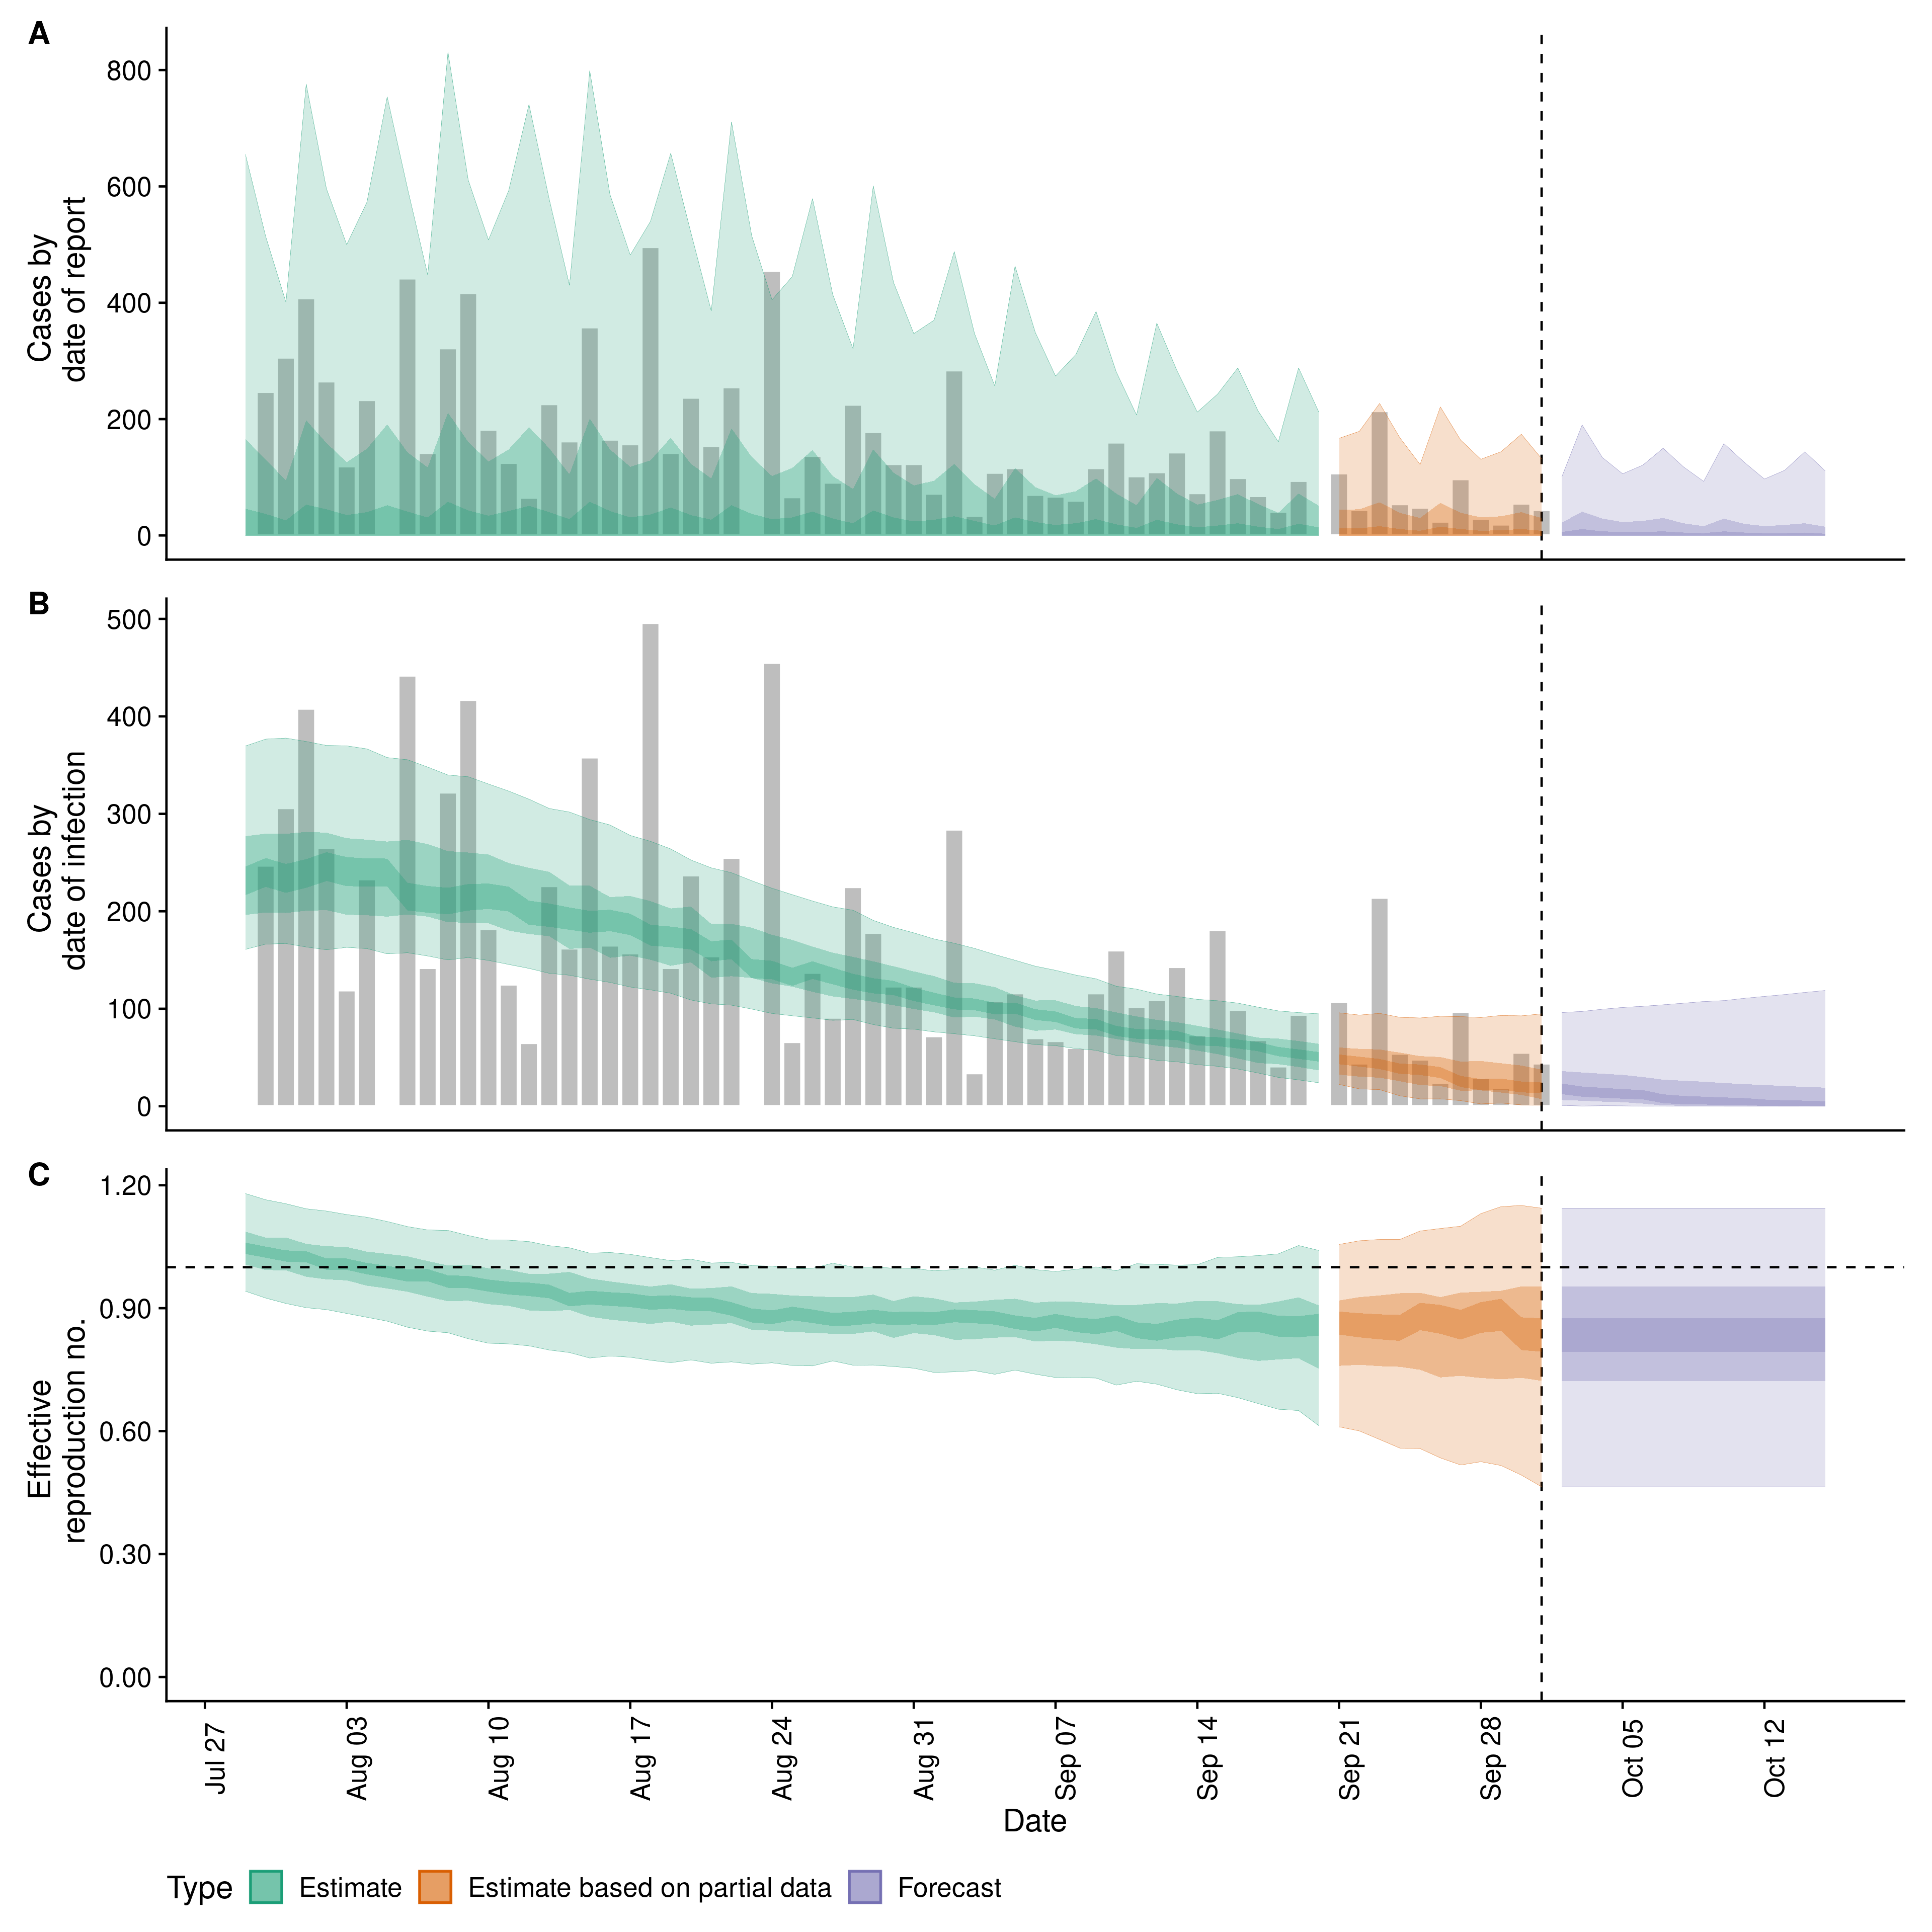 A
800
600
400
200
0
Cases by
date of report
B
500
400
300
200
100
0
Cases by
date of infection
C
1.20
0.90
0.60
0.30
0.00
Effective
reproduction no.
Jul 27
Aug 03
Aug 10
Aug 17
Aug 24
Aug 31
Sep 07
Sep 14
Sep 21
Sep 28
Oct 05
Oct 12
Date
Type Estimate Estimate based on partial data Forecast